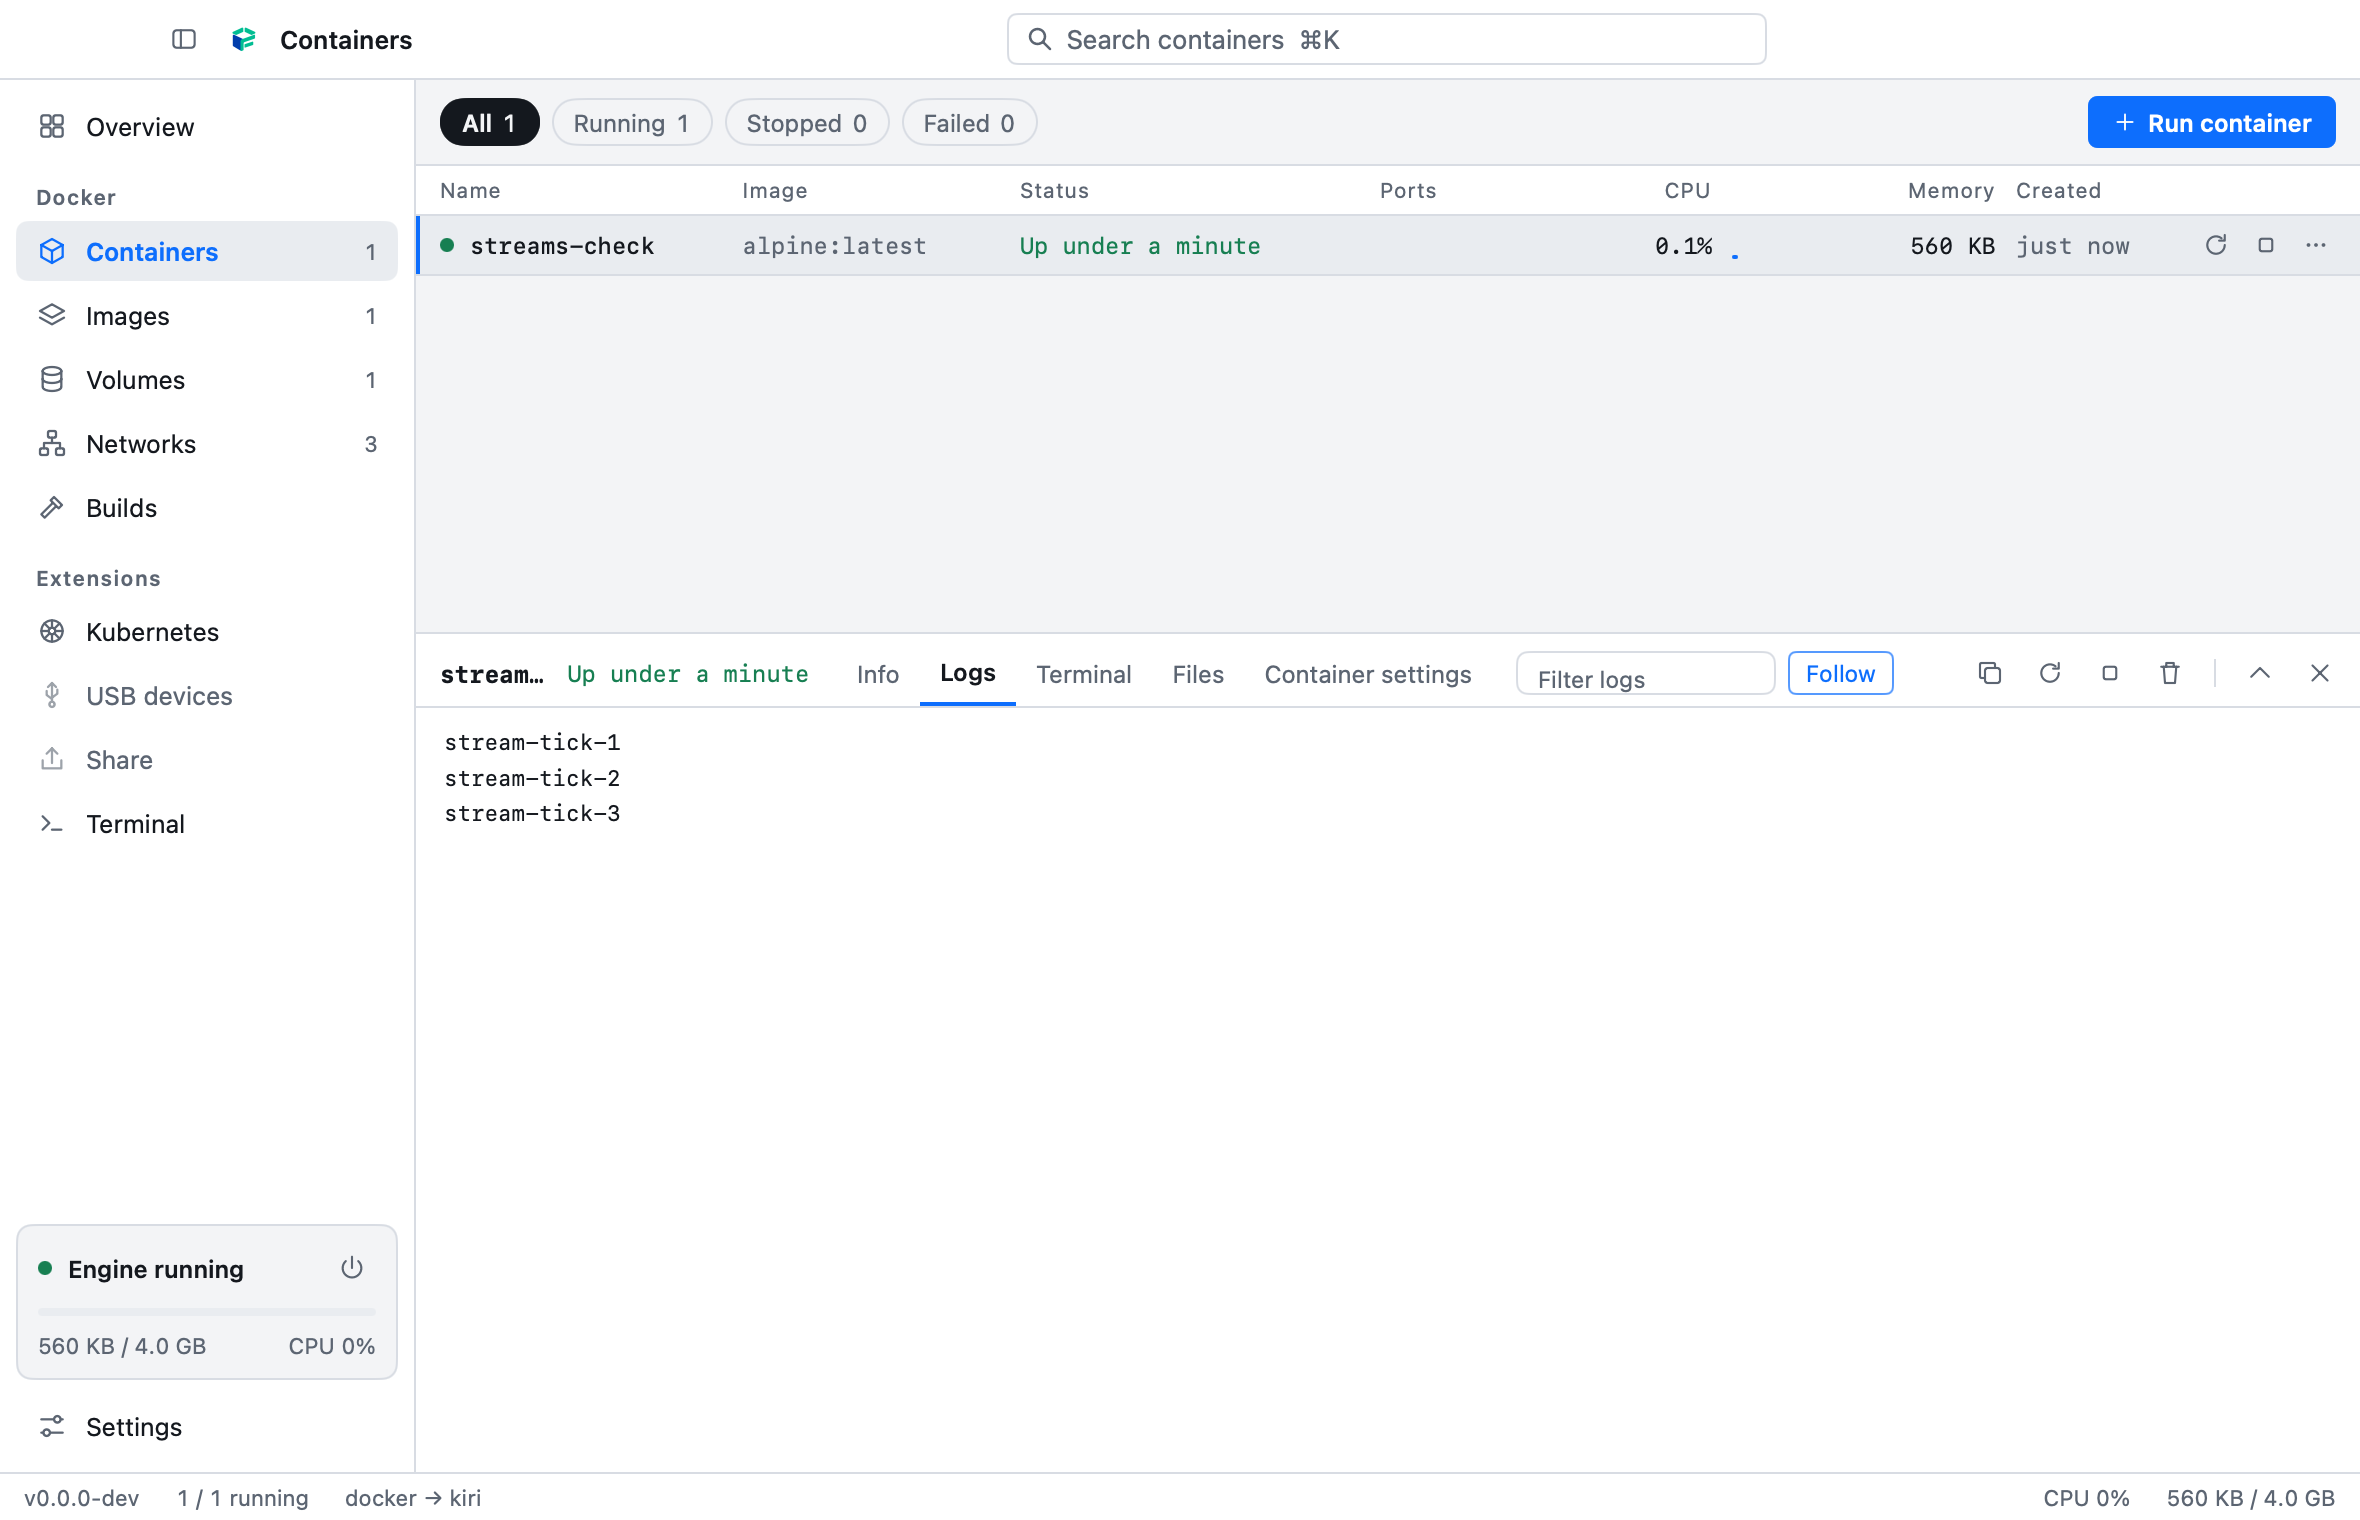 Containers
Search containers ⌘K
Overview
Docker
Containers 1
Images 1
Volumes 1
Networks 3
Builds
Extensions
Kubernetes
USB devices
Share
Terminal
Engine running
560 KB / 4.0 GB CPU 0%
Settings
All 1 Running 1 Stopped 0 Failed 0 + Run container
Name Image Status Ports CPU Memory Created
streams-check alpine:latest Up under a minute 0.1% 560 KB just now
stream… Up under a minute Info Logs Terminal Files Container settings Filter logs Follow
stream-tick-1
stream-tick-2
stream-tick-3
v0.0.0-dev 1 / 1 running docker → kiri CPU 0% 560 KB / 4.0 GB